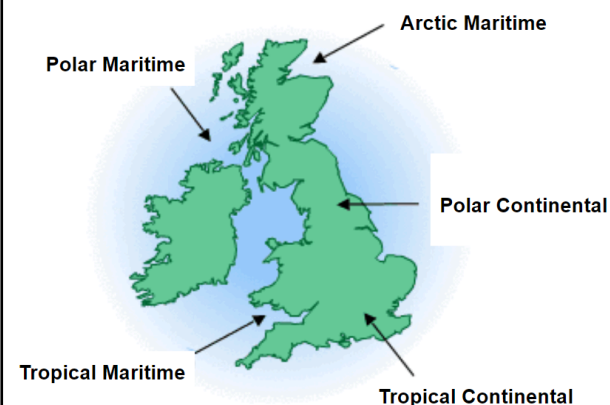 Arctic Maritime
Polar Maritime
Polar Continental
Tropical Maritime
Tropical Continental